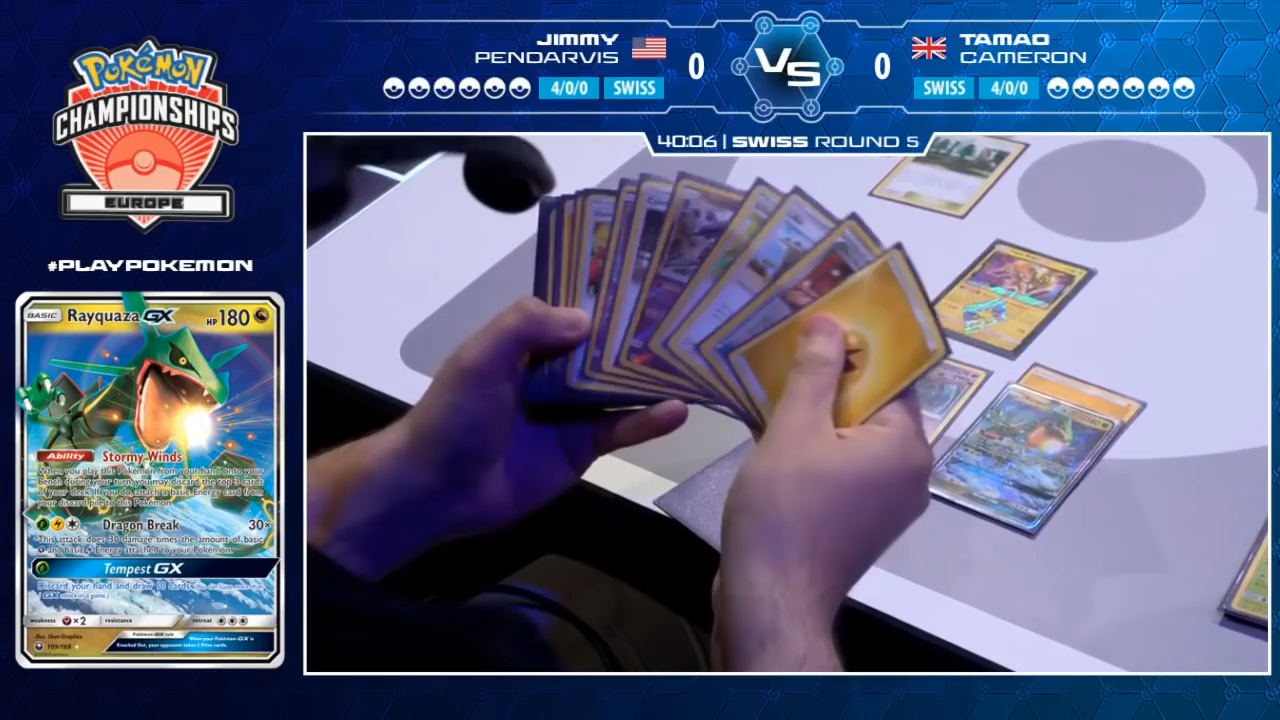 POKÉMON
CHAMPIONSHIPS
EUROPE
#PLAYPOKEMON
JIMMY
PENDARVIS
4/0/0
SWISS
0
VS
0
TAMAO
CAMERON
SWISS
4/0/0
40:06 | SWISS ROUND 5
BASIC Rayquaza GX HP 180
Ability Stormy Winds
When you play this Pokémon from your hand onto your
Bench during your turn, you may discard the top 3 cards
of your deck. If you do, attach a basic Energy card from
your discard pile to this Pokémon.
Dragon Break 30×
This attack does 30 damage times the amount of basic
and basic Energy attached to your Pokémon.
Tempest GX
Discard your hand and draw 10 cards.
weakness ×2 resistance retreat
109/168